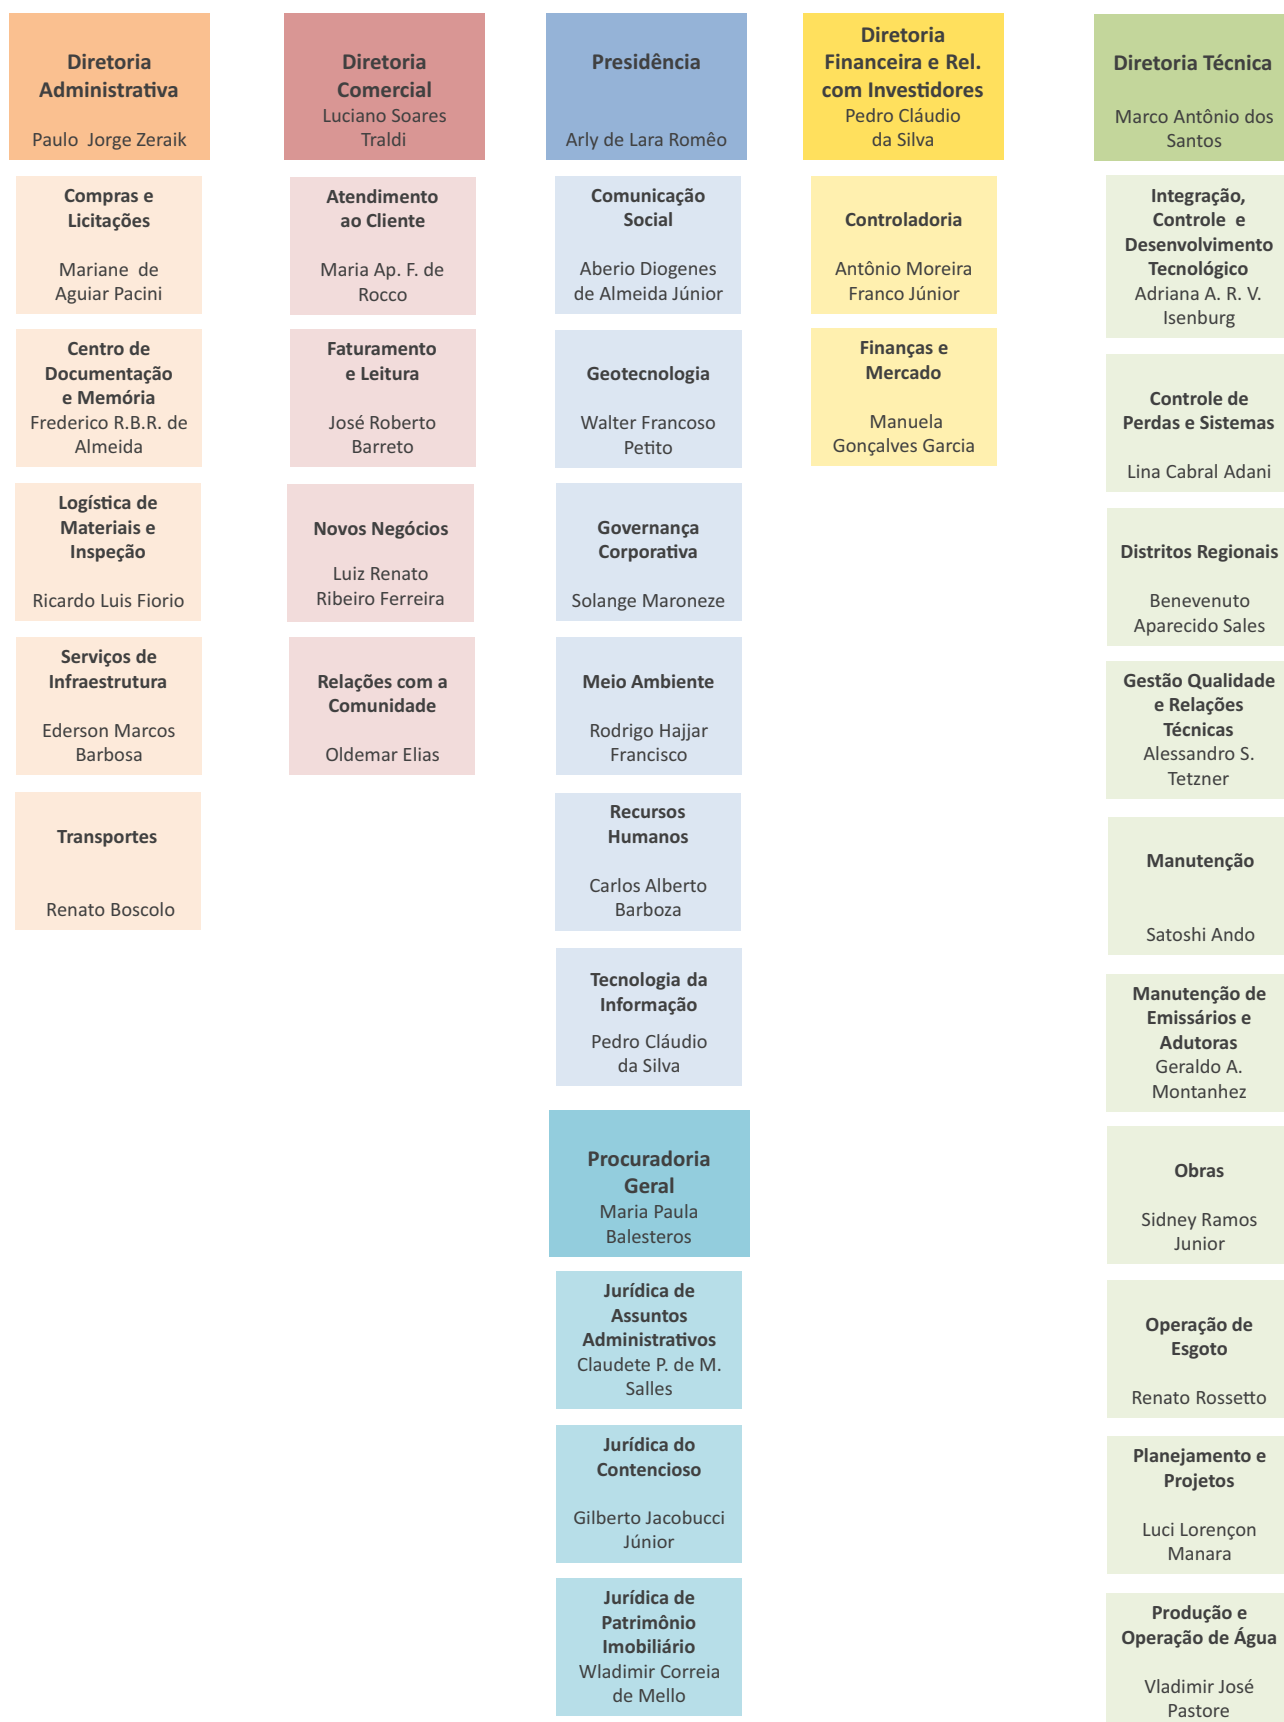 Diretoria
Administrativa
Paulo Jorge Zeraik
Compras e
Licitações
Mariane de
Aguiar Pacini
Centro de
Documentação
e Memória
Frederico R.B.R. de
Almeida
Logística de
Materiais e
Inspeção
Ricardo Luis Fiorio
Serviços de
Infraestrutura
Ederson Marcos
Barbosa
Transportes
Renato Boscolo
Diretoria
Comercial
Luciano Soares
Traldi
Atendimento
ao Cliente
Maria Ap. F. de
Rocco
Faturamento
e Leitura
José Roberto
Barreto
Novos Negócios
Luiz Renato
Ribeiro Ferreira
Relações com a
Comunidade
Oldemar Elias
Presidência
Arly de Lara Romêo
Comunicação
Social
Aberio Diogenes
de Almeida Júnior
Geotecnologia
Walter Francoso
Petito
Governança
Corporativa
Solange Maroneze
Meio Ambiente
Rodrigo Hajjar
Francisco
Recursos
Humanos
Carlos Alberto
Barboza
Tecnologia da
Informação
Pedro Cláudio
da Silva
Procuradoria
Geral
Maria Paula
Balesteros
Jurídica de
Assuntos
Administrativos
Claudete P. de M.
Salles
Jurídica do
Contencioso
Gilberto Jacobucci
Júnior
Jurídica de
Patrimônio
Imobiliário
Wladimir Correia
de Mello
Diretoria
Financeira e Rel.
com Investidores
Pedro Cláudio
da Silva
Controladoria
Antônio Moreira
Franco Júnior
Finanças e
Mercado
Manuela
Gonçalves Garcia
Diretoria Técnica
Marco Antônio dos
Santos
Integração,
Controle e
Desenvolvimento
Tecnológico
Adriana A. R. V.
Isenburg
Controle de
Perdas e Sistemas
Lina Cabral Adani
Distritos Regionais
Benevenuto
Aparecido Sales
Gestão Qualidade
e Relações
Técnicas
Alessandro S.
Tetzner
Manutenção
Satoshi Ando
Manutenção de
Emissários e
Adutoras
Geraldo A.
Montanhez
Obras
Sidney Ramos
Junior
Operação de
Esgoto
Renato Rossetto
Planejamento e
Projetos
Luci Lorençon
Manara
Produção e
Operação de Água
Vladimir José
Pastore